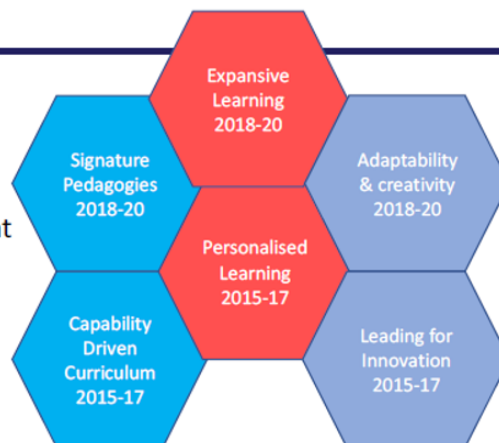 Expansive
Learning
2018-20
Signature
Pedagogies
2018-20
Adaptability
& creativity
2018-20
Personalised
Learning
2015-17
Capability
Driven
Curriculum
2015-17
Leading for
Innovation
2015-17